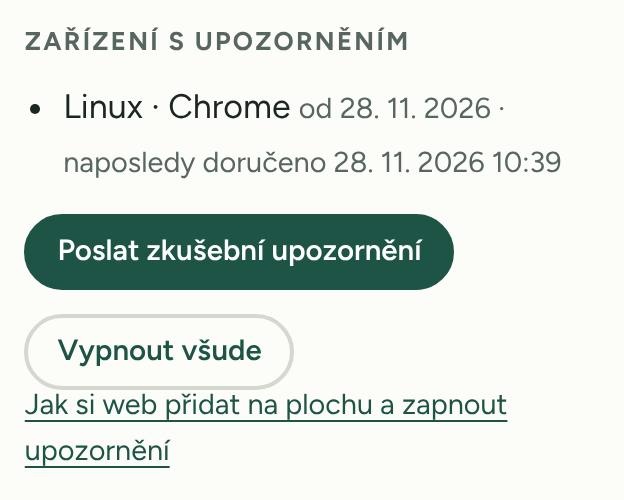 ZAŘÍZENÍ S UPOZORNĚNÍM
• Linux · Chrome od 28. 11. 2026 ·
naposledy doručeno 28. 11. 2026 10:39
Poslat zkušební upozornění
Vypnout všude
Jak si web přidat na plochu a zapnout
upozornění